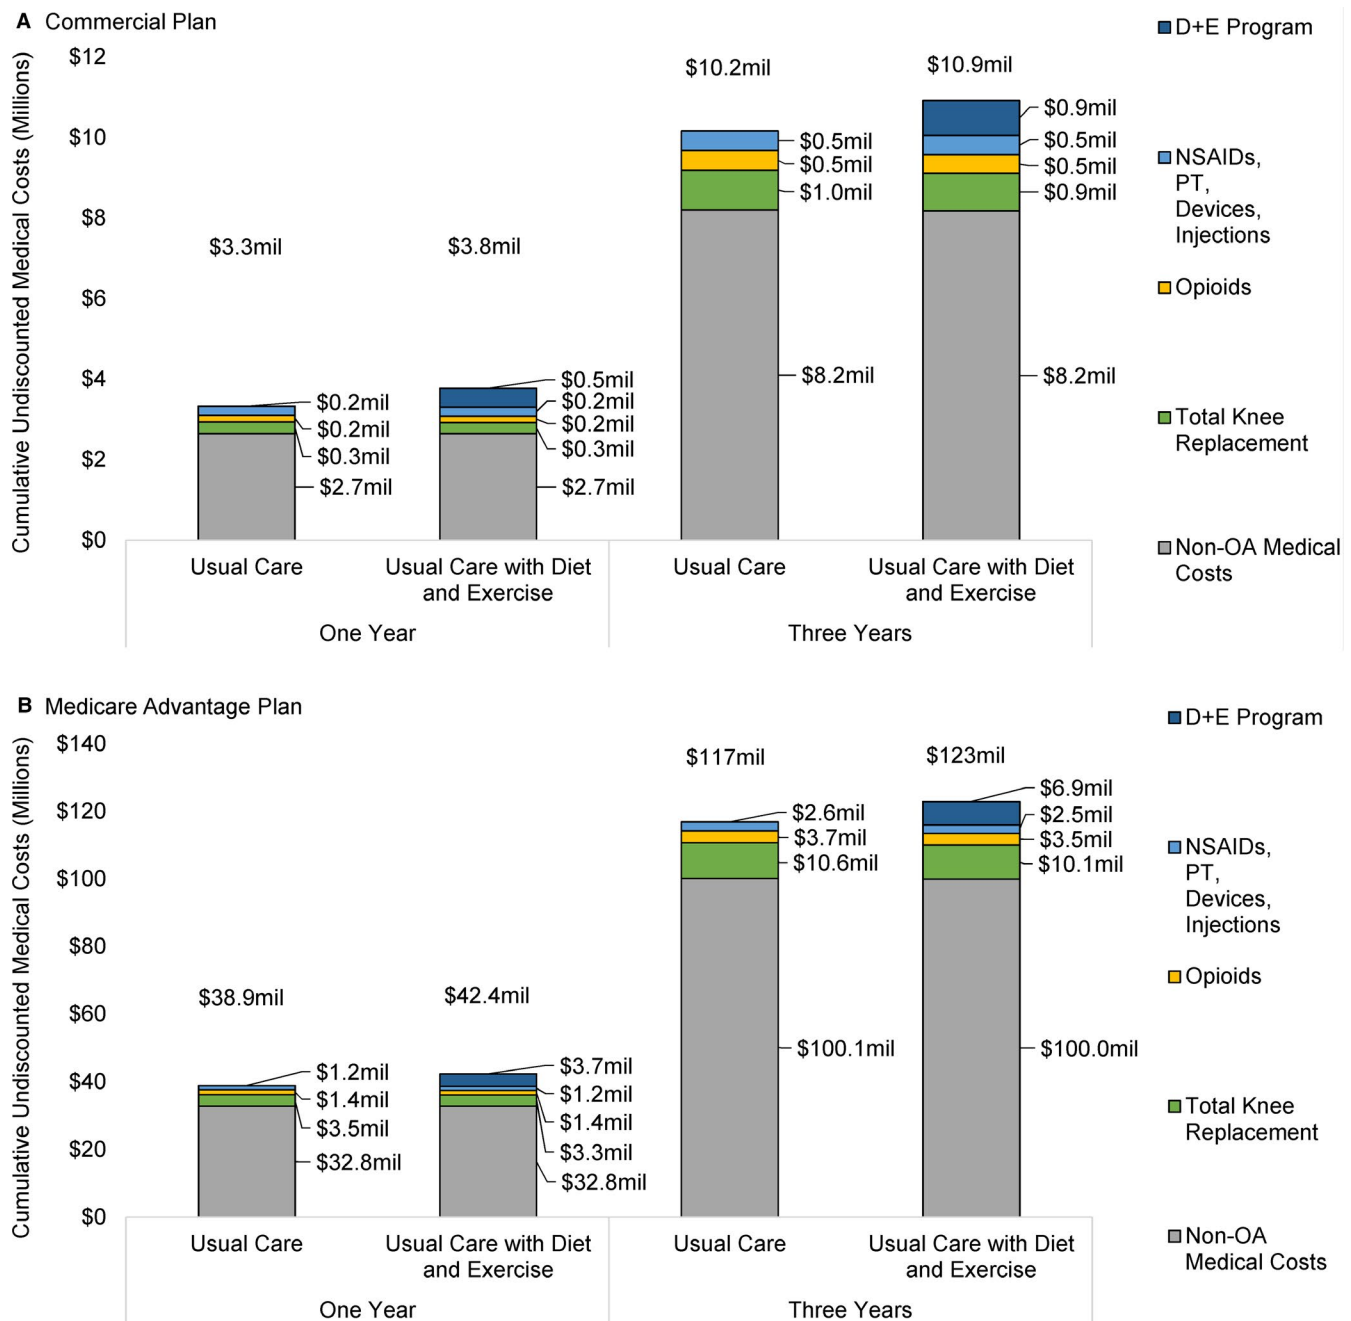 A Commercial Plan
Cumulative Undiscounted Medical Costs (Millions)
$12
$10
$8
$6
$4
$2
$0
$3.3mil
$0.2mil
$0.2mil
$0.3mil
$2.7mil
$3.8mil
$0.5mil
$0.2mil
$0.2mil
$0.3mil
$2.7mil
$10.2mil
$0.5mil
$0.5mil
$1.0mil
$8.2mil
$10.9mil
$0.9mil
$0.5mil
$0.5mil
$0.9mil
$8.2mil
Usual Care
Usual Care with Diet
and Exercise
Usual Care
Usual Care with Diet
and Exercise
One Year
Three Years
D+E Program
NSAIDs,
PT,
Devices,
Injections
Opioids
Total Knee
Replacement
Non-OA Medical
Costs
B Medicare Advantage Plan
Cumulative Undiscounted Medical Costs (Millions)
$140
$120
$100
$80
$60
$40
$20
$0
$38.9mil
$1.2mil
$1.4mil
$3.5mil
$32.8mil
$42.4mil
$3.7mil
$1.2mil
$1.4mil
$3.3mil
$32.8mil
$117mil
$2.6mil
$3.7mil
$10.6mil
$100.1mil
$123mil
$6.9mil
$2.5mil
$3.5mil
$10.1mil
$100.0mil
Usual Care
Usual Care with Diet
and Exercise
Usual Care
Usual Care with Diet
and Exercise
One Year
Three Years
D+E Program
NSAIDs,
PT,
Devices,
Injections
Opioids
Total Knee
Replacement
Non-OA
Medical Costs